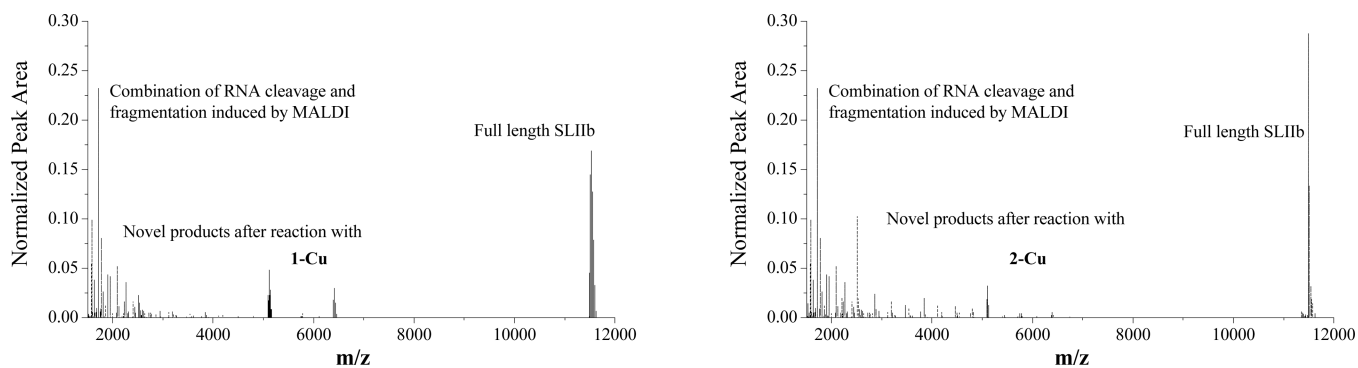 0.30
0.25
0.20
0.15
0.10
0.05
0.00
Normalized Peak Area
Combination of RNA cleavage and
fragmentation induced by MALDI
Full length SLIIb
Novel products after reaction with
1-Cu
2000 4000 6000 8000 10000 12000
m/z
0.30
0.25
0.20
0.15
0.10
0.05
0.00
Normalized Peak Area
Combination of RNA cleavage and
fragmentation induced by MALDI
Full length SLIIb
Novel products after reaction with
2-Cu
2000 4000 6000 8000 10000 12000
m/z